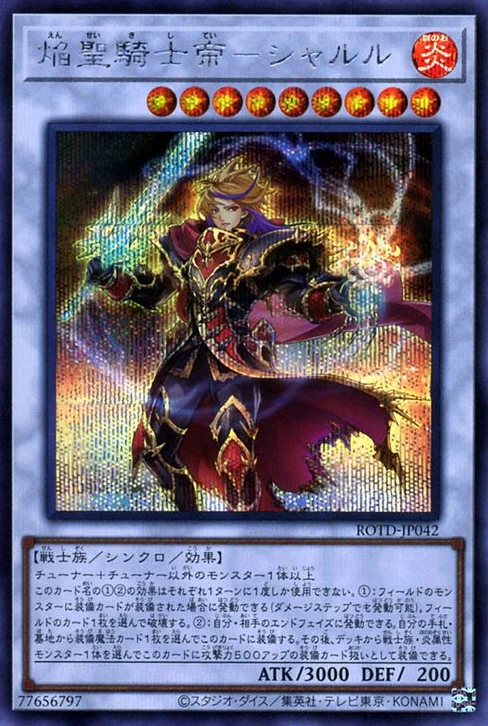 焔聖騎士帝－シャルル
炎
ROTD-JP042
【戦士族／シンクロ／効果】
チューナー＋チューナー以外のモンスター1体以上
このカード名の①②の効果はそれぞれ1ターンに1度しか使用できない。①：フィールドのモン
スターに装備カードが装備された場合に発動できる(ダメージステップでも発動可能)。フィー
ルドのカード1枚を選んで破壊する。②：自分・相手のエンドフェイズに発動できる。自分の手札・
墓地から装備魔法カード1枚を選んでこのカードに装備する。その後、デッキから戦士族・炎属性
モンスター1体を選んでこのカードに攻撃力500アップの装備カード扱いとして装備できる。
ATK/3000 DEF/ 200
77656797
©スタジオ・ダイス／集英社・テレビ東京・KONAMI